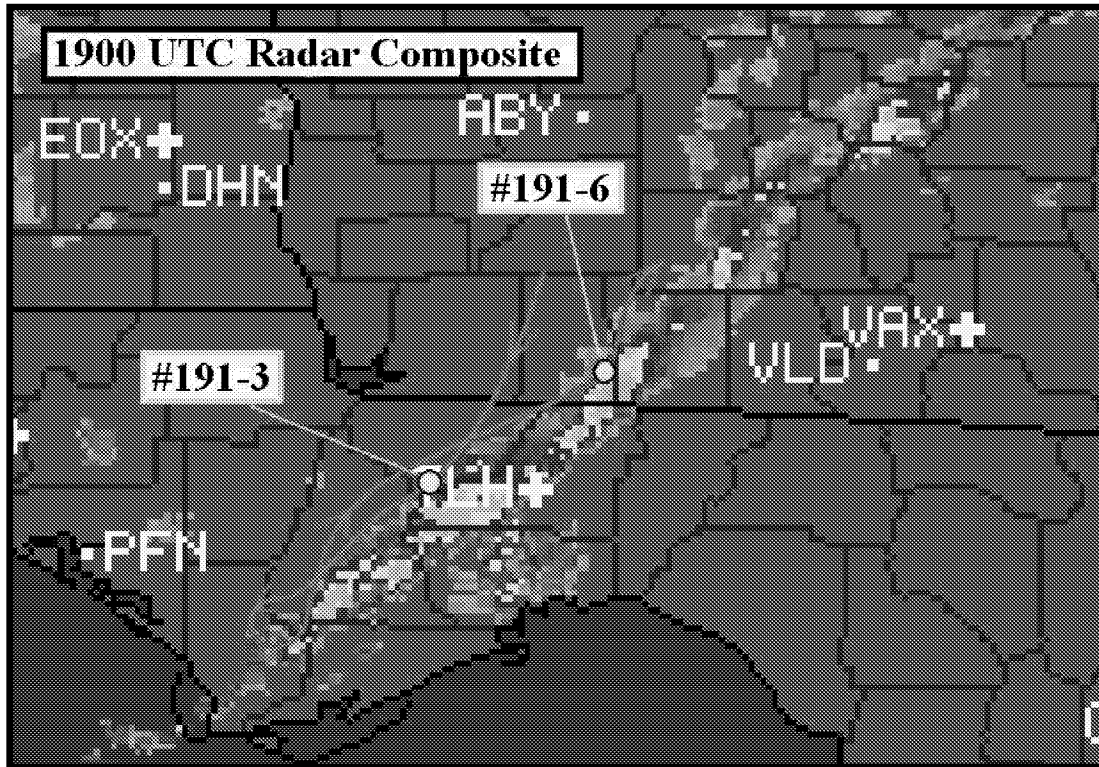 1900 UTC Radar Composite
ABY
EOX
DHN
#191-6
VAX
VLD
#191-3
TLH
PFN